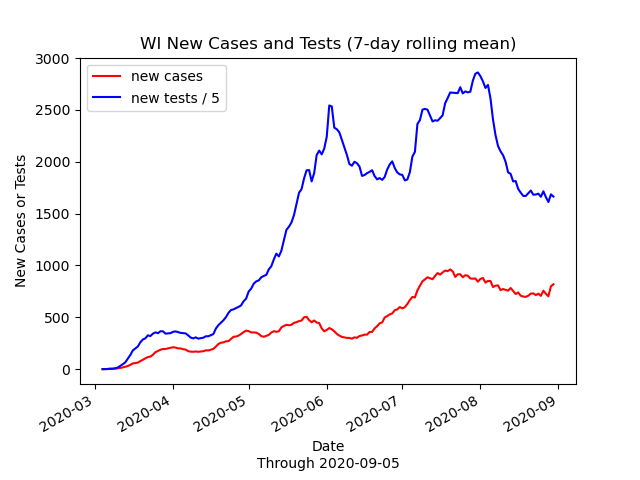 WI New Cases and Tests (7-day rolling mean)
new cases
new tests / 5
3000
2500
2000
1500
1000
500
0
New Cases or Tests
2020-03
2020-04
2020-05
2020-06
2020-07
2020-08
2020-09
Date
Through 2020-09-05